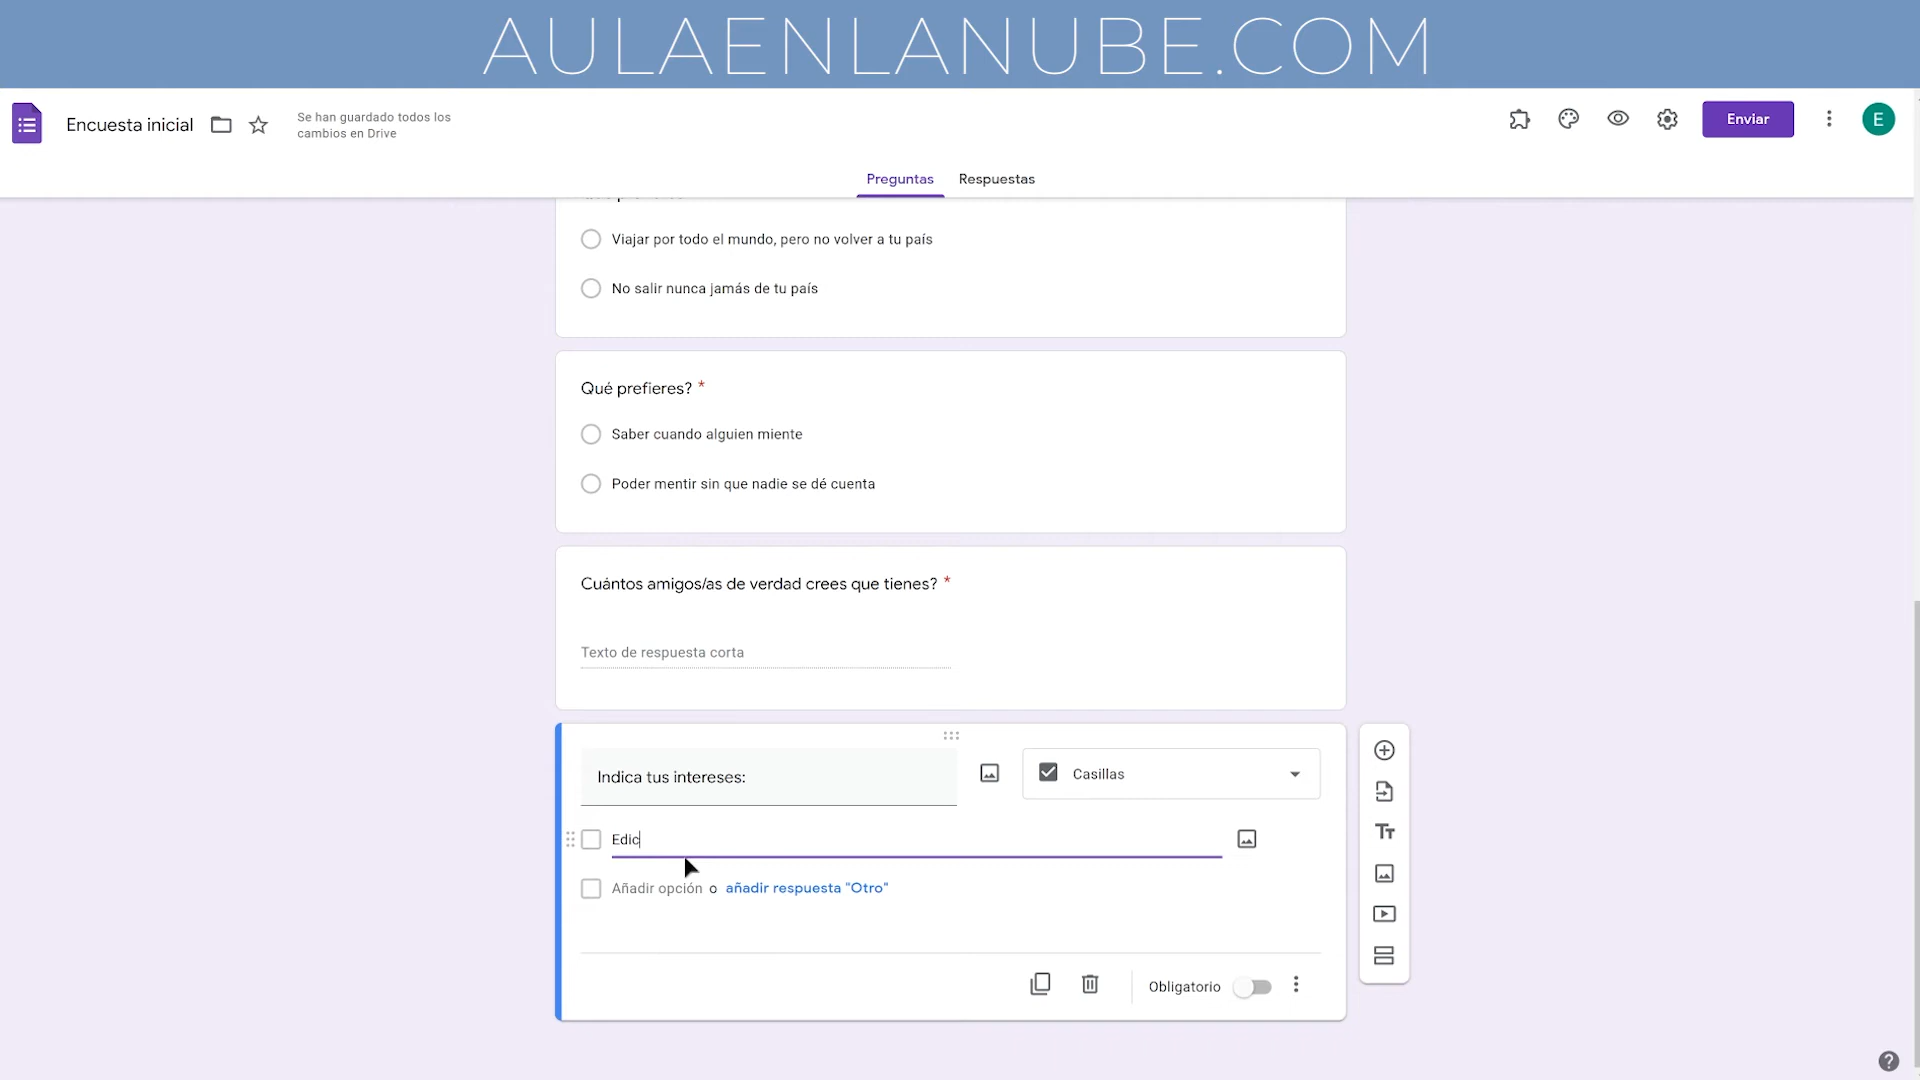 AULAENLANUBE.COM
Encuesta inicial
Se han guardado todos los
cambios en Drive
Enviar
E
Preguntas Respuestas
Viajar por todo el mundo, pero no volver a tu país
No salir nunca jamás de tu país
Qué prefieres? *
Saber cuando alguien miente
Poder mentir sin que nadie se dé cuenta
Cuántos amigos/as de verdad crees que tienes? *
Texto de respuesta corta
Indica tus intereses:
Casillas
Edic
Añadir opción o añadir respuesta "Otro"
Obligatorio